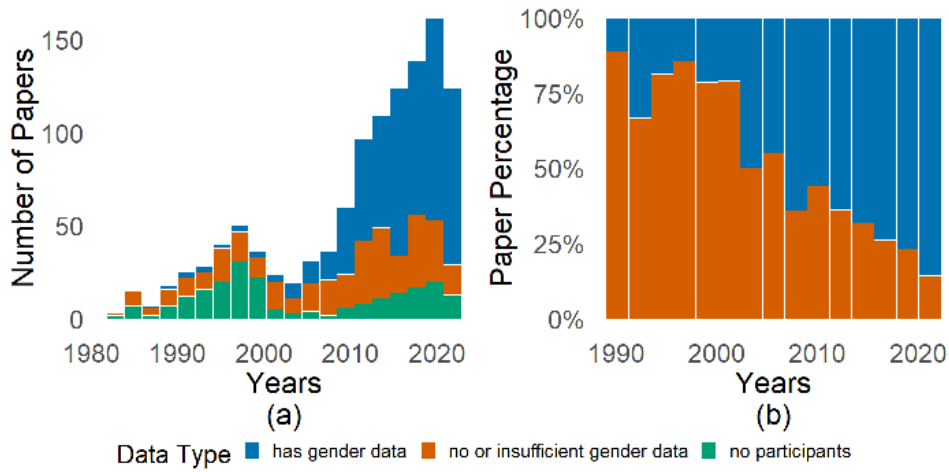 Number of Papers
150
100
50
0
1980 1990 2000 2010 2020
Years
(a)
Paper Percentage
100%
75%
50%
25%
0%
1990 2000 2010 2020
Years
(b)
Data Type has gender data no or insufficient gender data no participants